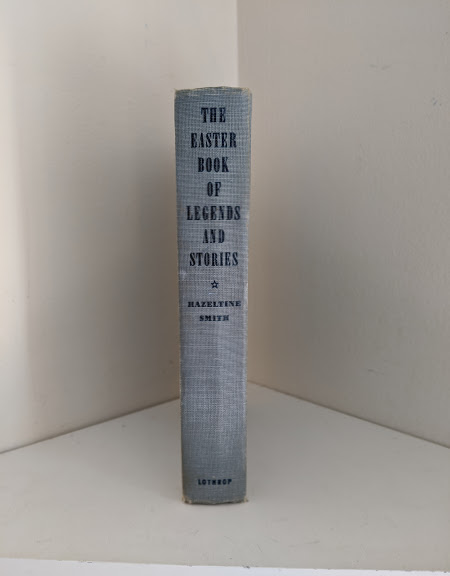 THE
EASTER
BOOK
OF
LEGENDS
AND
STORIES
HAZELTINE
SMITH
LOTHROP